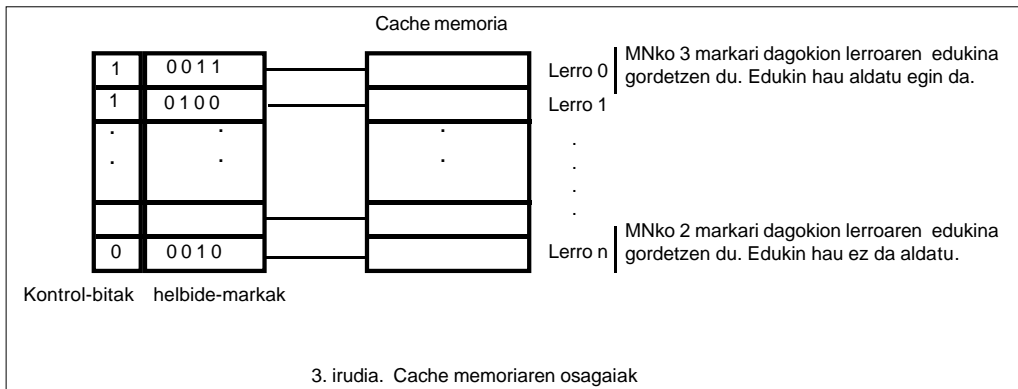 Cache memoria
1 0011 Lerro 0 MNko 3 markari dagokion lerroaren edukina
gordetzen du. Edukin hau aldatu egin da.
1 0100 Lerro 1
. . . .
. . . .
.
.
0 0010 Lerro n MNko 2 markari dagokion lerroaren edukina
gordetzen du. Edukin hau ez da aldatu.
Kontrol-bitak helbide-markak
3. irudia. Cache memoriaren osagaiak